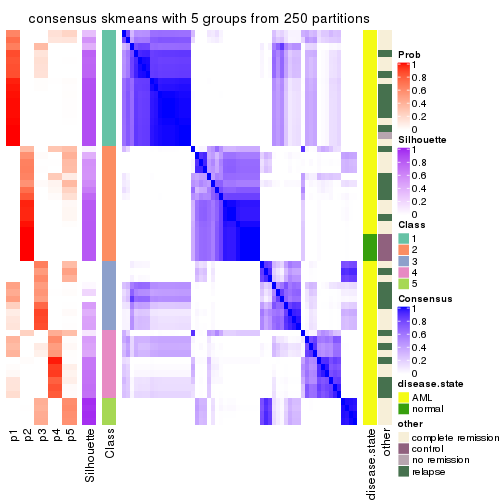 consensus skmeans with 5 groups from 250 partitions
p1
p2
p3
p4
p5
Silhouette
Class
disease.state
other
Prob
1
0.8
0.6
0.4
0.2
0
Silhouette
1
0.8
0.6
0.4
0.2
0
Class
1
2
3
4
5
Consensus
1
0.8
0.6
0.4
0.2
0
disease.state
AML
normal
other
complete remission
control
no remission
relapse